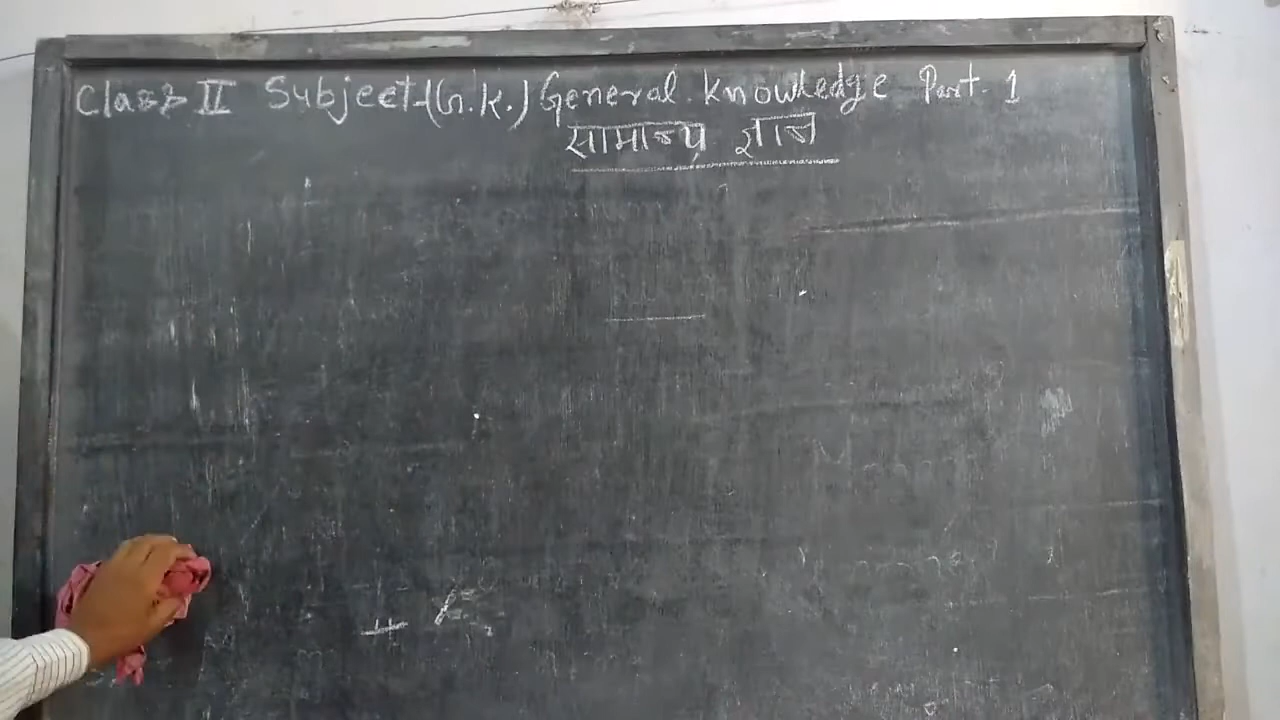 Class II Subject-(G.K.) General Knowledge Part-1
सामान्य ज्ञान